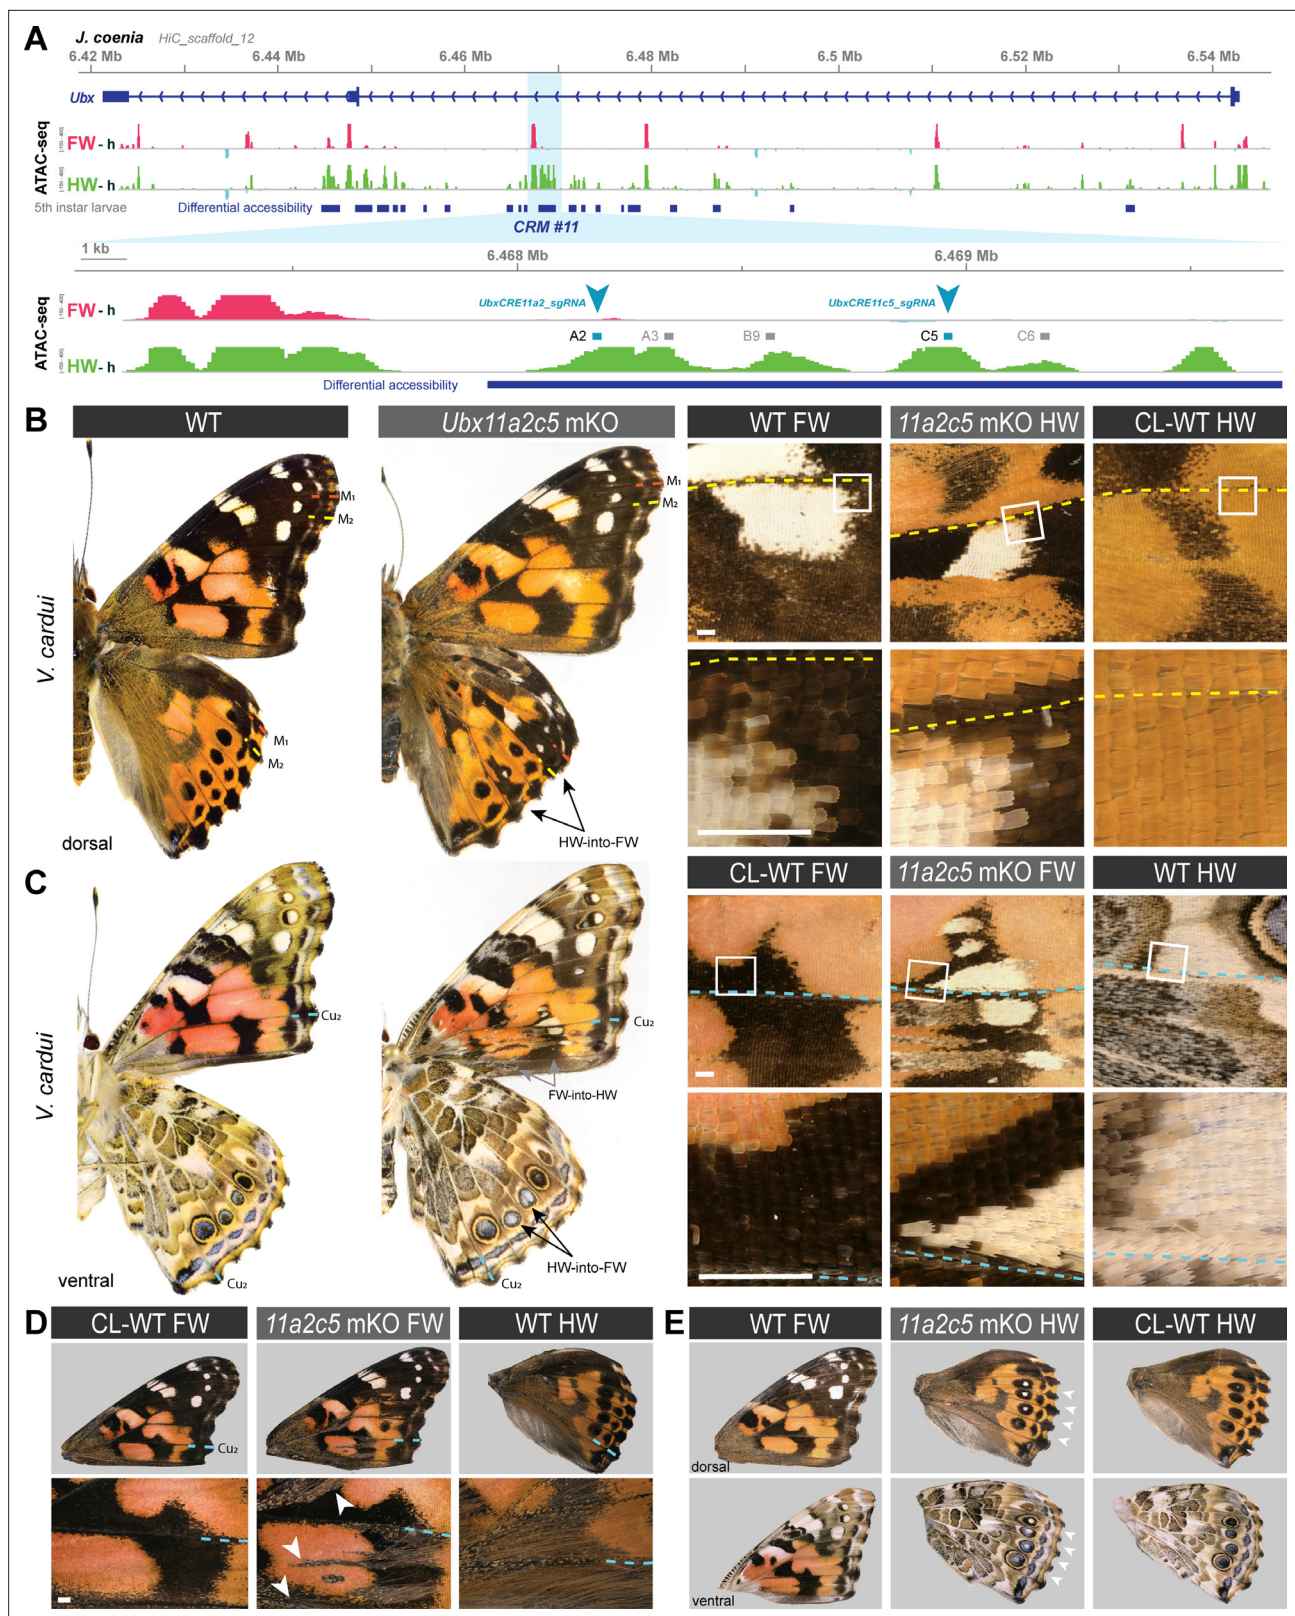 A
J. coenia HiC_scaffold_12
6.42 Mb 6.44 Mb 6.46 Mb 6.48 Mb 6.5 Mb 6.52 Mb 6.54 Mb
Ubx
ATAC-seq
FW-h
HW-h
5th instar larvae Differential accessibility
CRM #11
1 kb 6.468 Mb 6.469 Mb
ATAC-seq
FW-h
UbxCRE11a2_sgRNA UbxCRE11c5_sgRNA
A2 A3 B9 C5 C6
HW-h
Differential accessibility
B
WT Ubx11a2c5 mKO WT FW 11a2c5 mKO HW CL-WT HW
V. cardui
M1
M2
M1
M2
M1
M2
HW-into-FW
dorsal
C
CL-WT FW 11a2c5 mKO FW WT HW
V. cardui
Cu2
Cu2
FW-into-HW
HW-into-FW
Cu2
Cu2
ventral
D
CL-WT FW 11a2c5 mKO FW WT HW
Cu2
E
WT FW 11a2c5 mKO HW CL-WT HW
dorsal
ventral